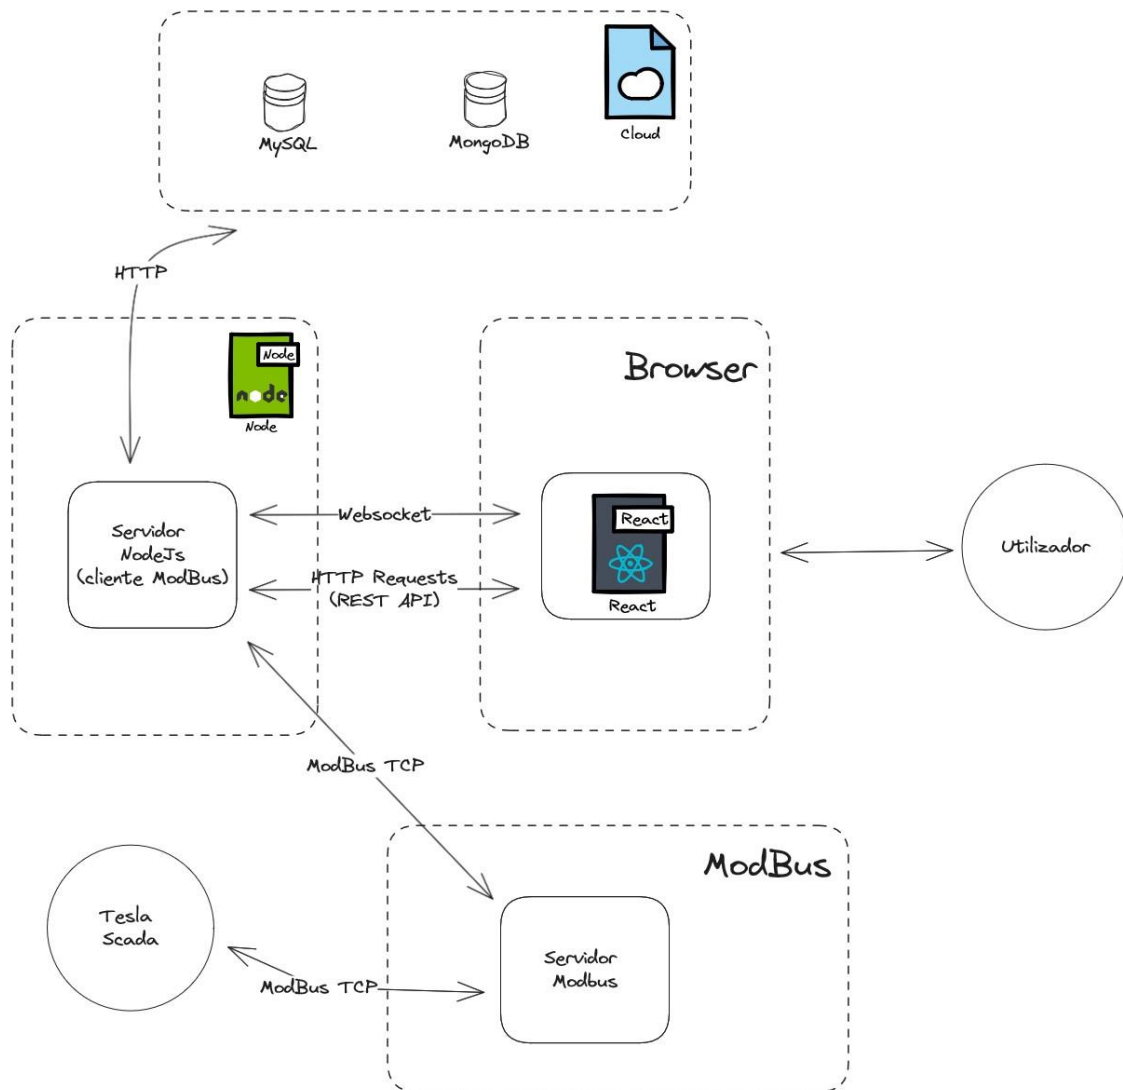 MySQL
MongoDB
Cloud
HTTP
Node
node
Node
Browser
Servidor
NodeJs
(cliente ModBus)
Websocket
HTTP Requests
(REST API)
React
React
Utilizador
ModBus TCP
ModBus
Tesla
Scada
ModBus TCP
Servidor
Modbus